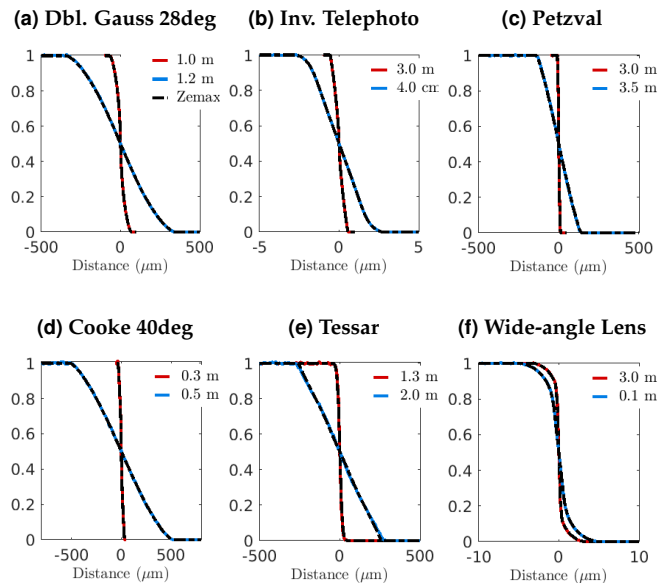 (a) Dbl. Gauss 28deg
1
0.8
0.6
0.4
0.2
0
-500 0 500
Distance (μm)
1.0 m
1.2 m
Zemax
(b) Inv. Telephoto
1
0.8
0.6
0.4
0.2
0
-5 0 5
Distance (μm)
3.0 m
4.0 cm
(c) Petzval
1
0.8
0.6
0.4
0.2
0
-500 0 500
Distance (μm)
3.0 m
3.5 m
(d) Cooke 40deg
1
0.8
0.6
0.4
0.2
0
-500 0 500
Distance (μm)
0.3 m
0.5 m
(e) Tessar
1
0.8
0.6
0.4
0.2
0
-500 0 500
Distance (μm)
1.3 m
2.0 m
(f) Wide-angle Lens
1
0.8
0.6
0.4
0.2
0
-10 0 10
Distance (μm)
3.0 m
0.1 m